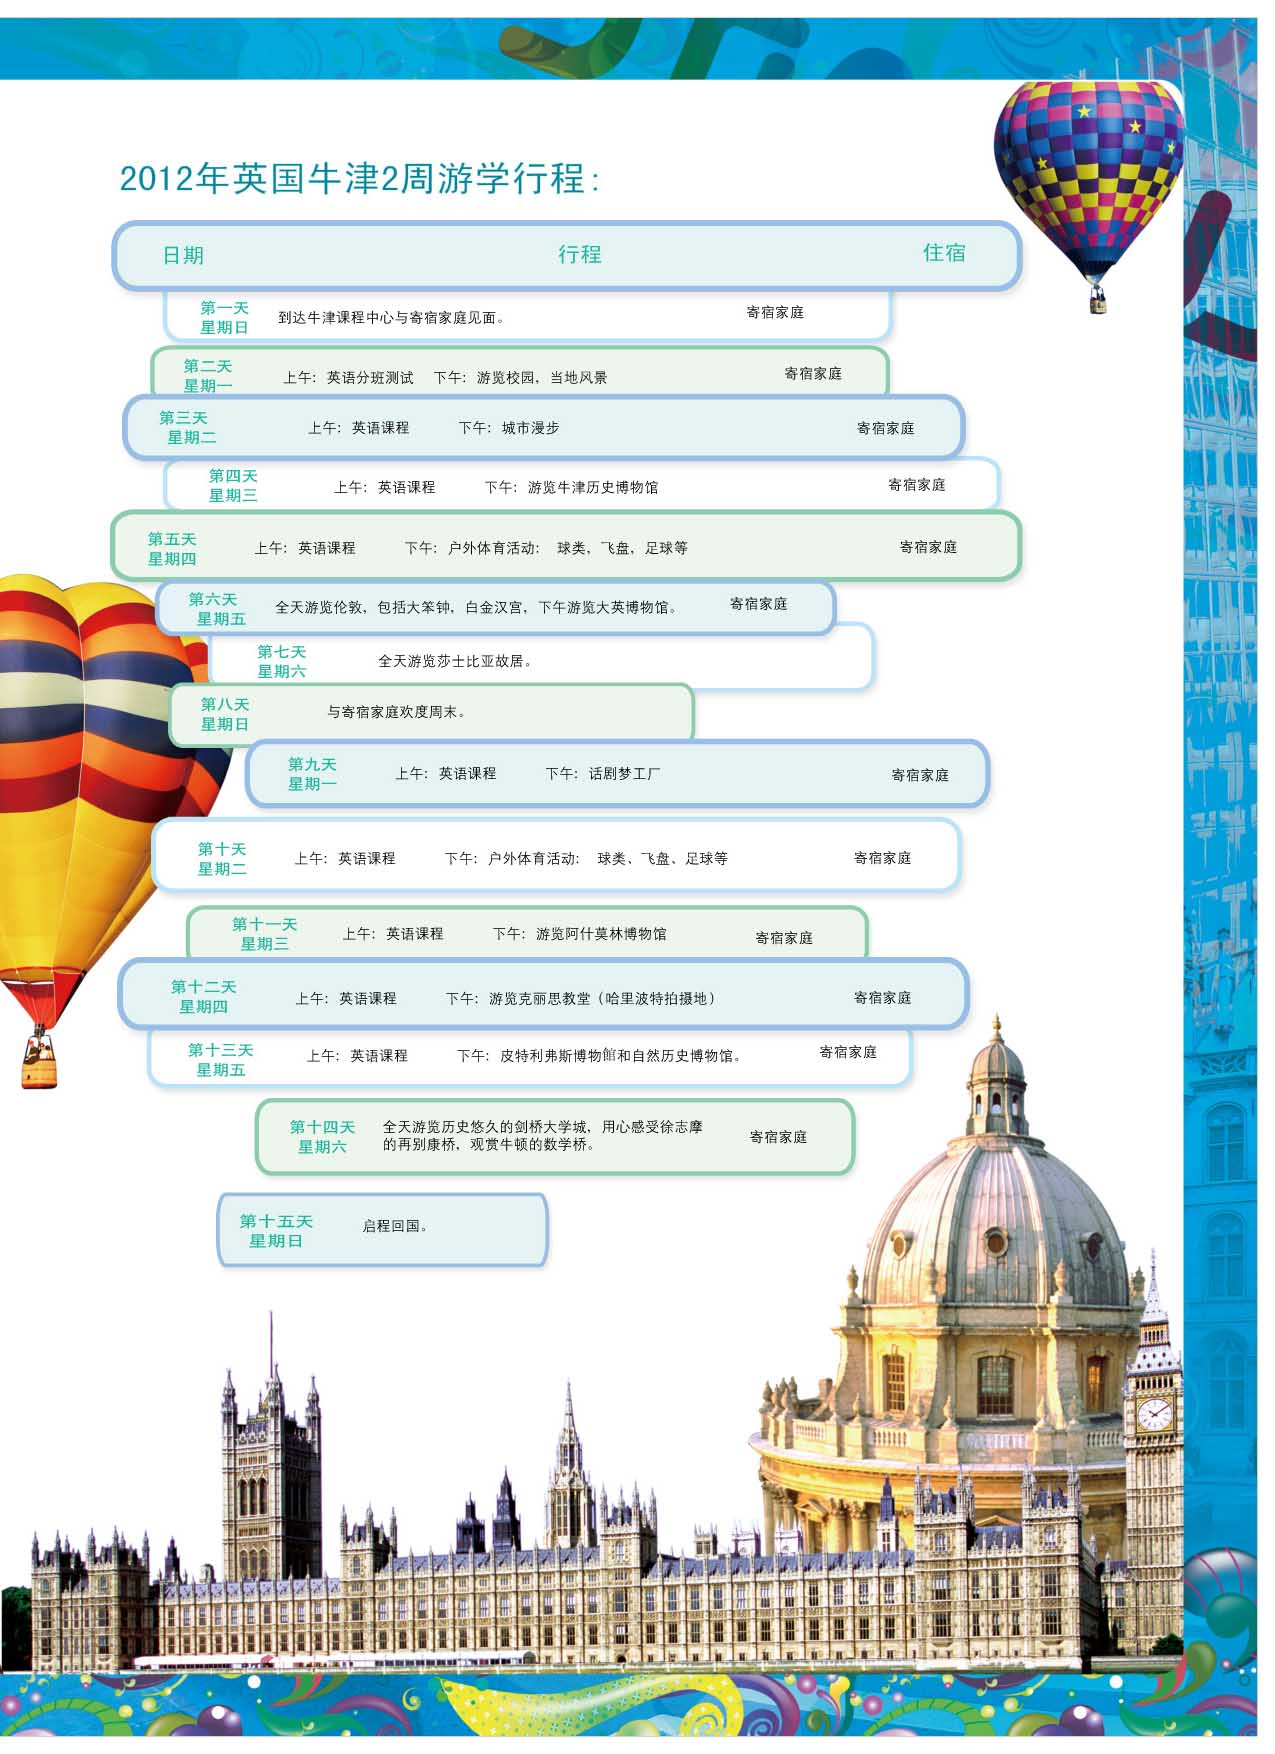 2012年英国牛津2周游学行程:
日期 行程 住宿
第一天
星期日
到达牛津课程中心与寄宿家庭见面。 寄宿家庭
第二天
星期一
上午: 英语分班测试 下午: 游览校园, 当地风景 寄宿家庭
第三天
星期二
上午: 英语课程 下午: 城市漫步 寄宿家庭
第四天
星期三
上午: 英语课程 下午: 游览牛津历史博物馆 寄宿家庭
第五天
星期四
上午: 英语课程 下午: 户外体育活动: 球类, 飞盘, 足球等 寄宿家庭
第六天
星期五
全天游览伦敦, 包括大笨钟, 白金汉宫, 下午游览大英博物馆。 寄宿家庭
第七天
星期六
全天游览莎士比亚故居。
第八天
星期日
与寄宿家庭欢度周末。
第九天
星期一
上午: 英语课程 下午: 话剧梦工厂 寄宿家庭
第十天
星期二
上午: 英语课程 下午: 户外体育活动: 球类、飞盘、足球等 寄宿家庭
第十一天
星期三
上午: 英语课程 下午: 游览阿什莫林博物馆 寄宿家庭
第十二天
星期四
上午: 英语课程 下午: 游览克丽思教堂（哈里波特拍摄地） 寄宿家庭
第十三天
星期五
上午: 英语课程 下午: 皮特利弗斯博物館和自然历史博物馆。 寄宿家庭
第十四天
星期六
全天游览历史悠久的剑桥大学城, 用心感受徐志摩
的再别康桥, 观赏牛顿的数学桥。 寄宿家庭
第十五天
星期日
启程回国。